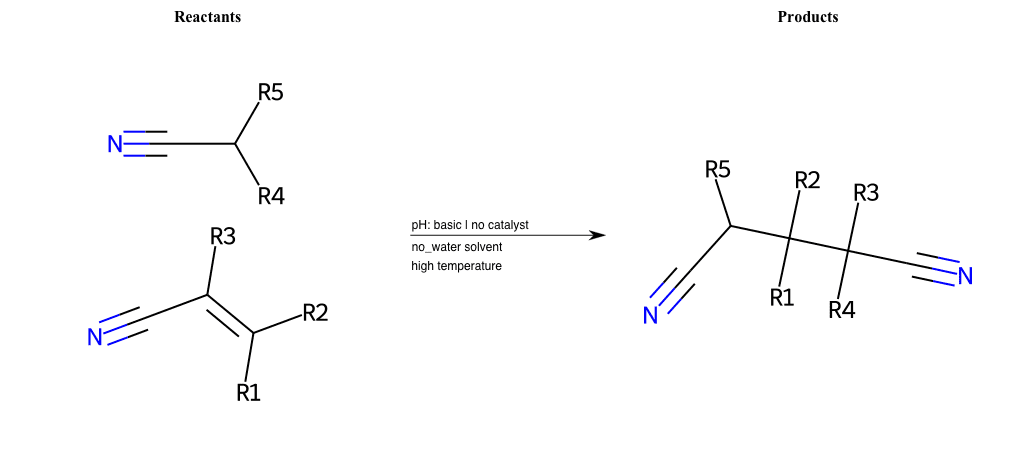 Reactants
Products
R5
N
R4
R3
N
R2
R1
pH: basic | no catalyst
no_water solvent
high temperature
R5
R2
R3
N
R1
R4
N